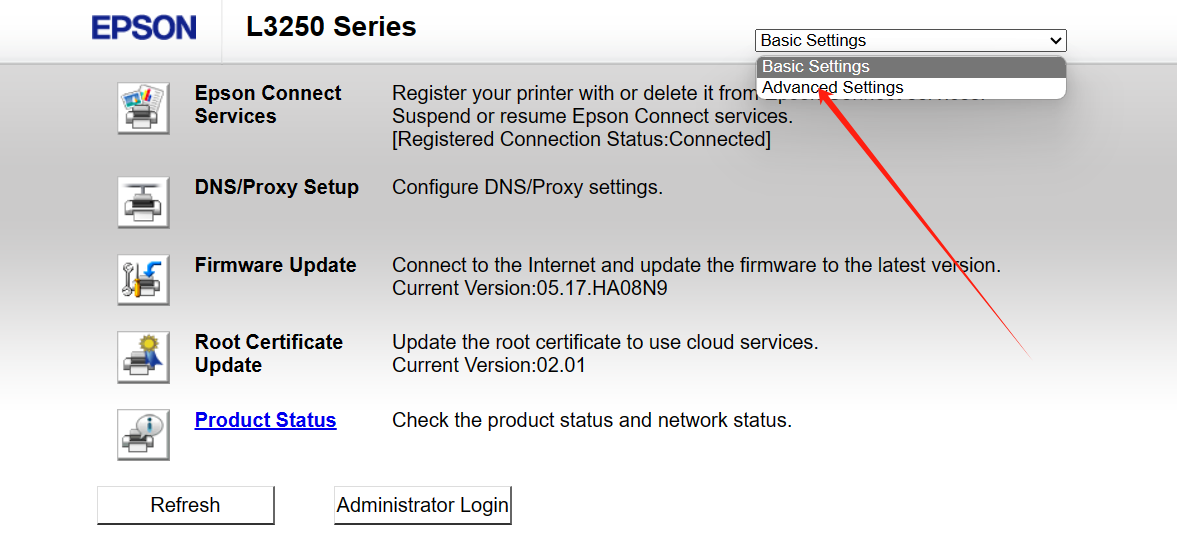 EPSON
L3250 Series
Basic Settings
Basic Settings
Advanced Settings
Epson Connect
Services
Register your printer with or delete it from
Suspend or resume Epson Connect services.
[Registered Connection Status:Connected]
DNS/Proxy Setup
Configure DNS/Proxy settings.
Firmware Update
Connect to the Internet and update the firmware to the latest version.
Current Version:05.17.HA08N9
Root Certificate
Update
Update the root certificate to use cloud services.
Current Version:02.01
Product Status
Check the product status and network status.
Refresh
Administrator Login